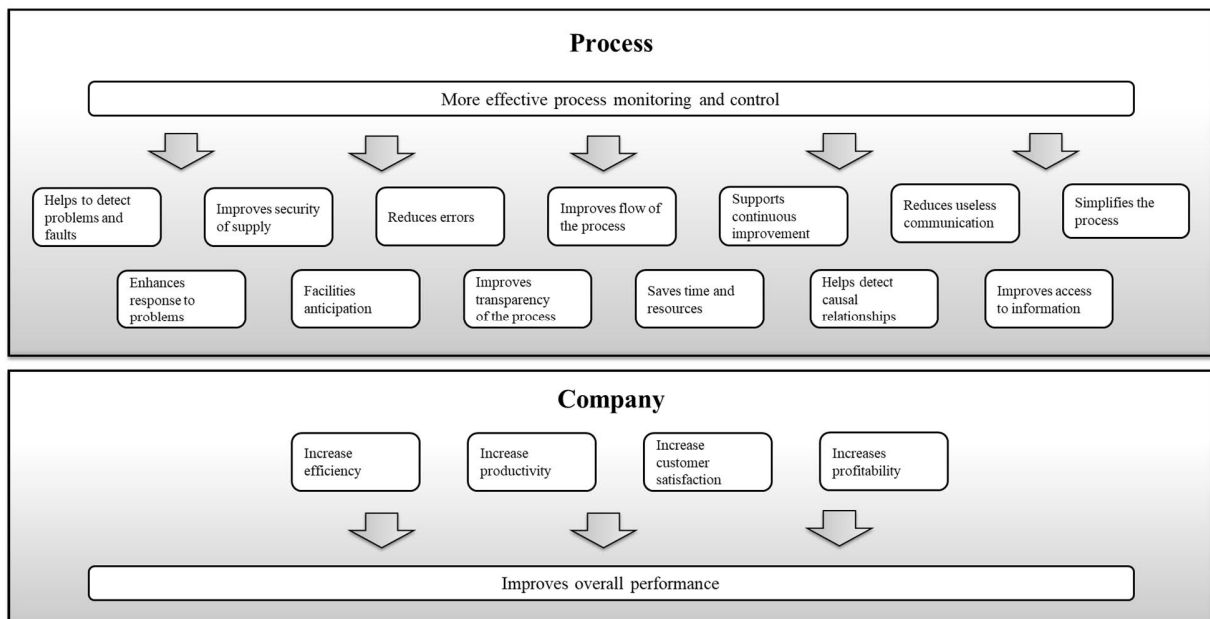 Process
More effective process monitoring and control
Helps to detect
problems and
faults
Improves security
of supply
Reduces errors
Improves flow of
the process
Supports
continuous
improvement
Reduces useless
communication
Simplifies the
process
Enhances
response to
problems
Facilities
anticipation
Improves
transparency
of the process
Saves time and
resources
Helps detect
causal
relationships
Improves access
to information
Company
Increase
efficiency
Increase
productivity
Increase
customer
satisfaction
Increases
profitability
Improves overall performance